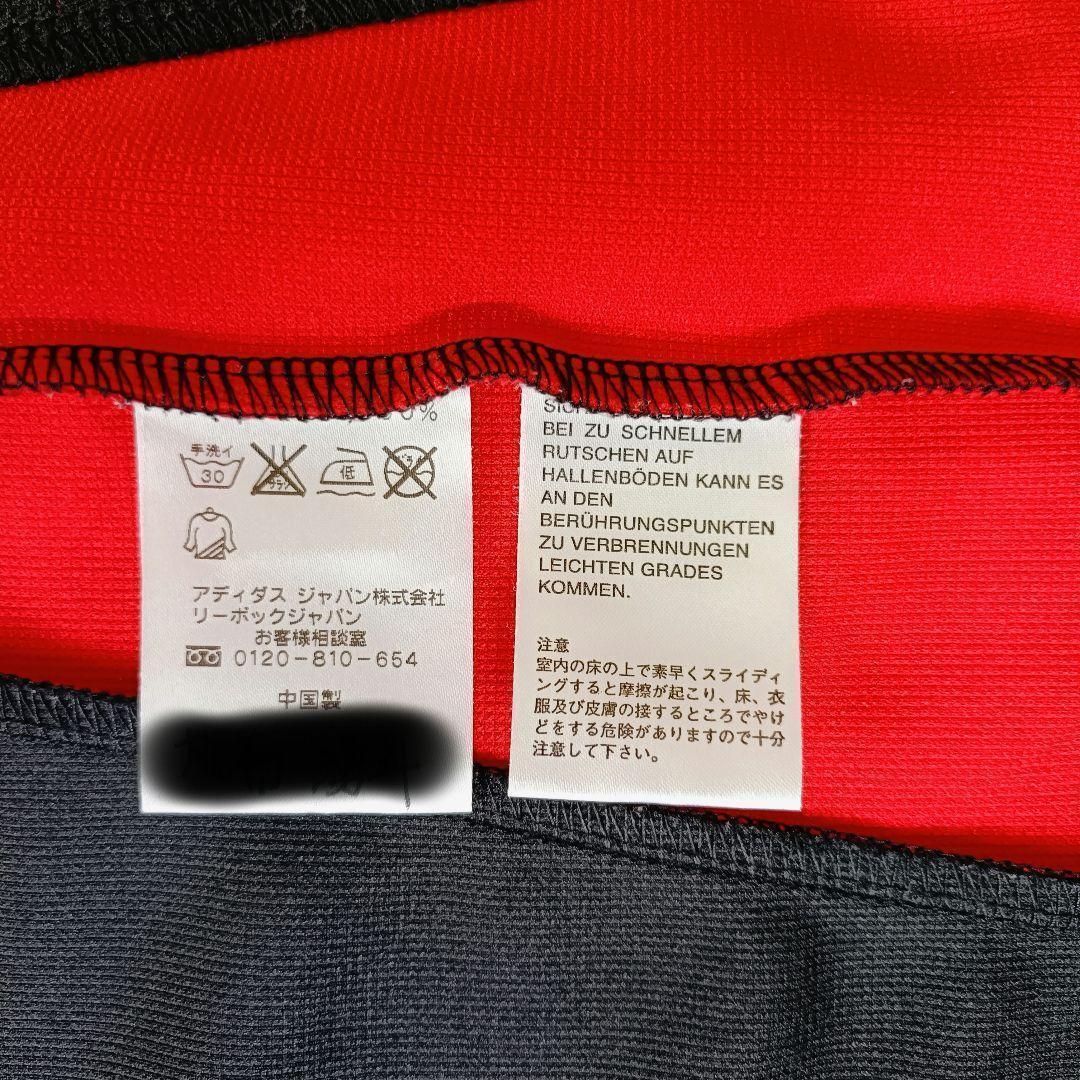 手洗イ
30
低
アディダス ジャパン株式会社
リーボックジャパン
お客様相談室
0120-810-654
中国製
BEI ZU SCHNELLEM
RUTSCHEN AUF
HALLENBÖDEN KANN ES
AN DEN
BERÜHRUNGSPUNKTEN
ZU VERBRENNUNGEN
LEICHTEN GRADES
KOMMEN.
注意
室内の床の上で素早くスライディ
ングすると摩擦が起こり、床、衣
服及び皮膚の接するところでやけ
どをする危険がありますので十分
注意して下さい。